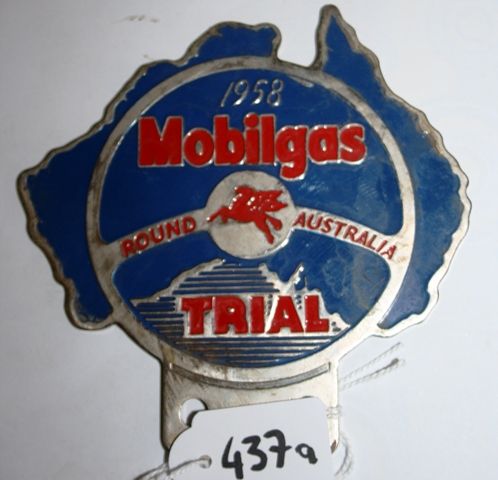 1958
Mobilgas
ROUND AUSTRALIA
TRIAL
437a